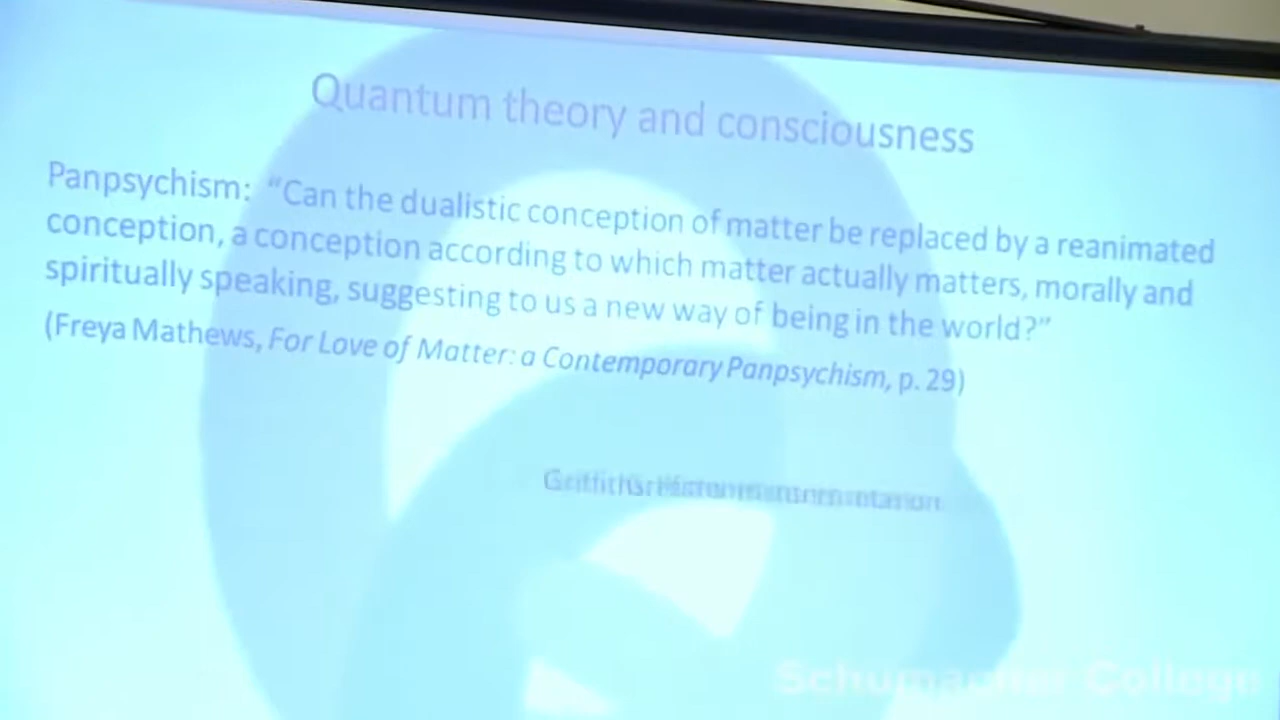 Quantum theory and consciousness
Panpsychism: “Can the dualistic conception of matter be replaced by a reanimated
conception, a conception according to which matter actually matters, morally and
spiritually speaking, suggesting to us a new way of being in the world?”
(Freya Mathews, For Love of Matter: a Contemporary Panpsychism, p. 29)
Schumacher College